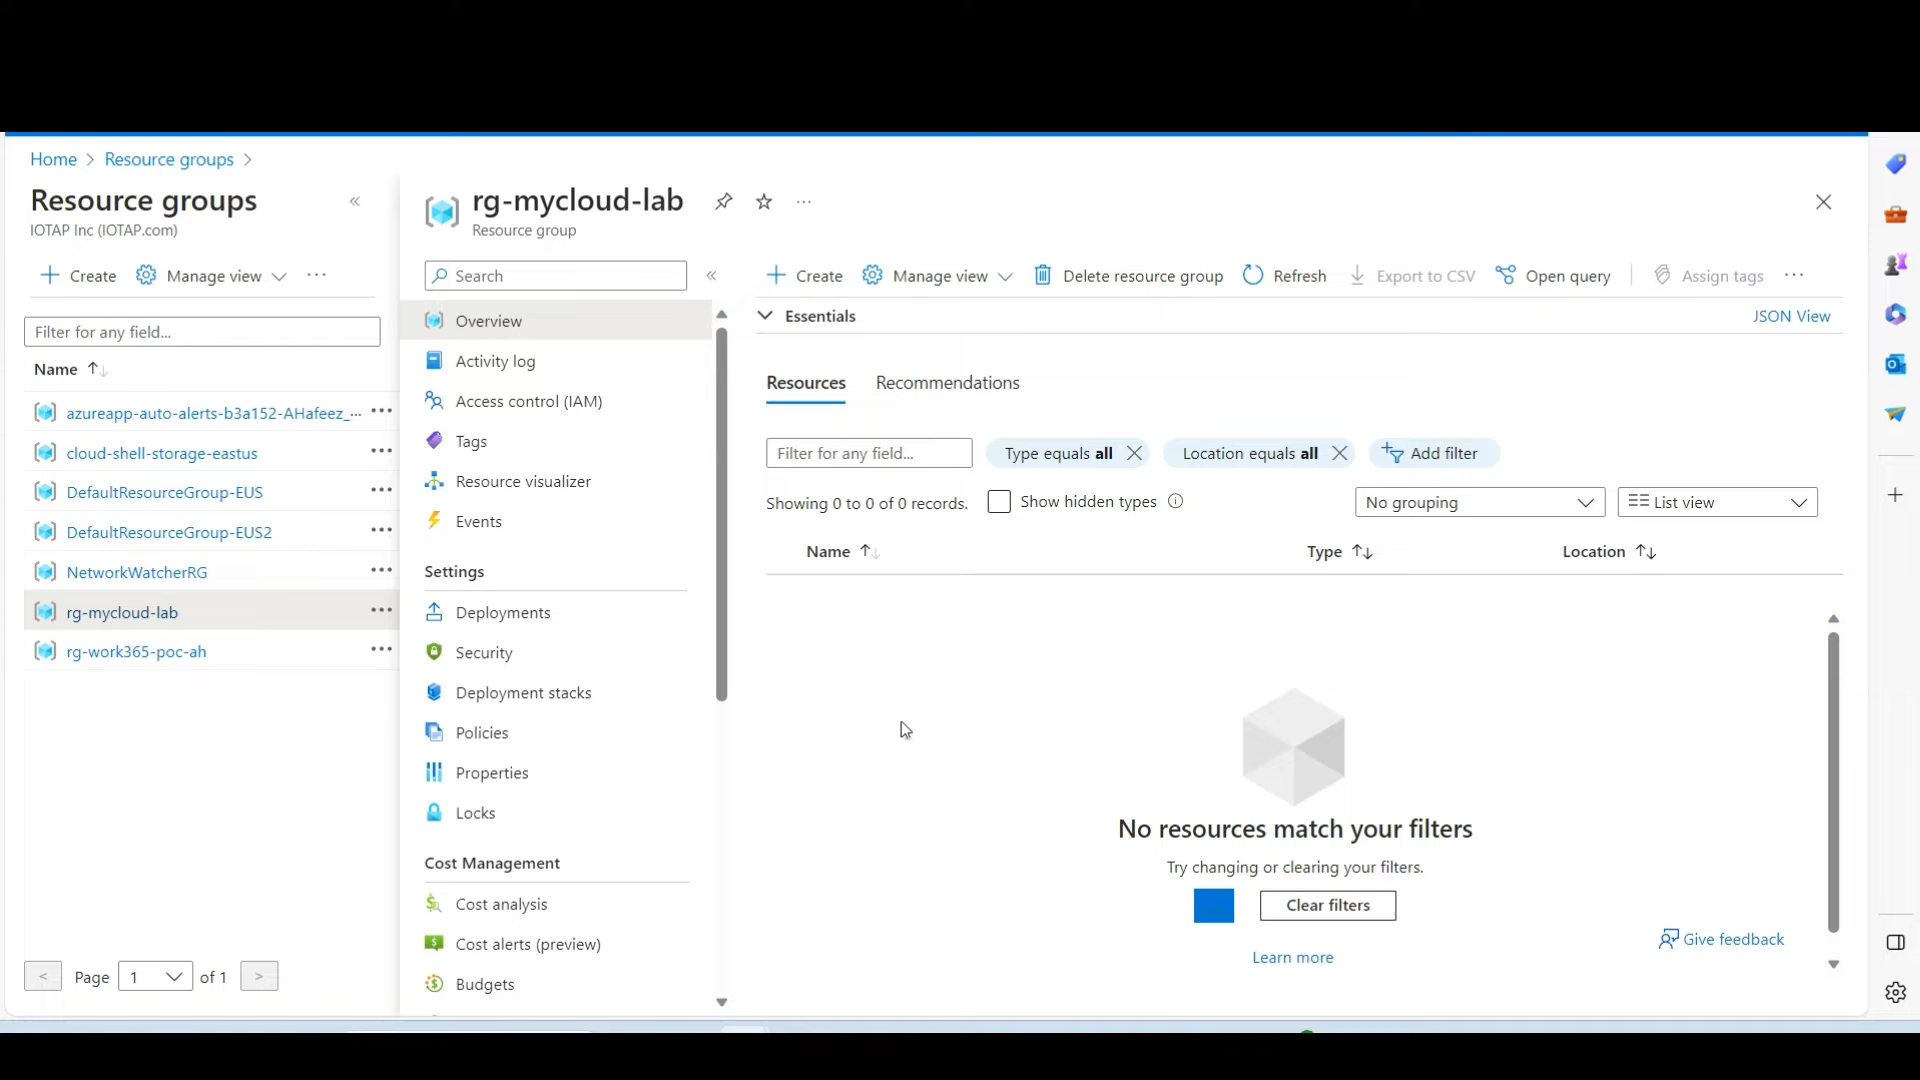 Home > Resource groups >
Resource groups «
IOTAP Inc (IOTAP.com)
+ Create Manage view ...
Filter for any field...
Name ↑↓
azureapp-auto-alerts-b3a152-AHafeez_... ...
cloud-shell-storage-eastus ...
DefaultResourceGroup-EUS ...
DefaultResourceGroup-EUS2 ...
NetworkWatcherRG ...
rg-mycloud-lab ...
rg-work365-poc-ah ...
< Page 1 of 1 >
rg-mycloud-lab ...
Resource group
Search «
Overview
Activity log
Access control (IAM)
Tags
Resource visualizer
Events
Settings
Deployments
Security
Deployment stacks
Policies
Properties
Locks
Cost Management
Cost analysis
Cost alerts (preview)
Budgets
+ Create Manage view Delete resource group Refresh Export to CSV Open query Assign tags ...
Essentials JSON View
Resources Recommendations
Filter for any field... Type equals all Location equals all Add filter
Showing 0 to 0 of 0 records. Show hidden types No grouping List view
Name ↑↓ Type ↑↓ Location ↑↓
No resources match your filters
Try changing or clearing your filters.
Clear filters
Learn more
Give feedback